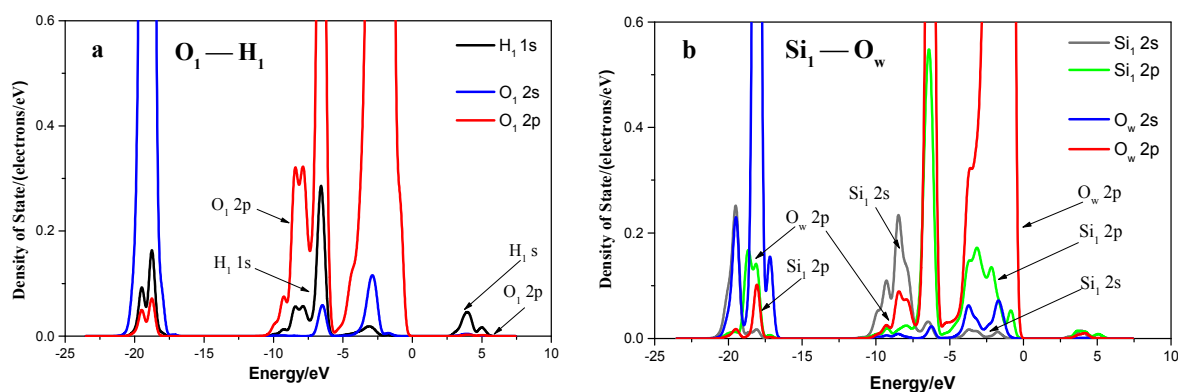 a
O₁ — H₁
H₁ 1s
O₁ 2s
O₁ 2p
O₁ 2p
H₁ 1s
H₁ s
O₁ 2p
Density of State/(electrons/eV)
0.6
0.4
0.2
0.0
-25 -20 -15 -10 -5 0 5 10
Energy/eV
b
Si₁ — Ow
Si₁ 2s
Si₁ 2p
Ow 2s
Ow 2p
Si₁ 2s
Ow 2p
Si₁ 2p
Ow 2p
Si₁ 2p
Si₁ 2s
Density of State/(electrons/eV)
0.6
0.4
0.2
0.0
-25 -20 -15 -10 -5 0 5 10
Energy/eV